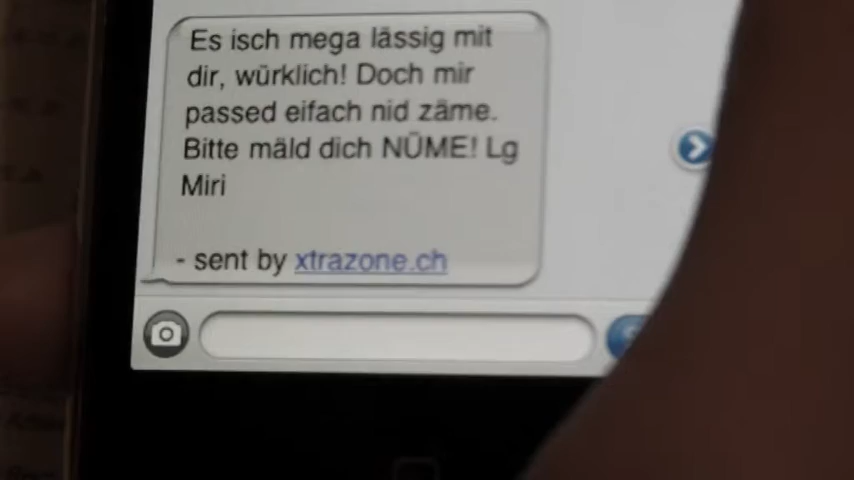 Es isch mega lässig mit
dir, würklich! Doch mir
passed eifach nid zäme.
Bitte mäld dich NÜME! Lg
Miri
- sent by xtrazone.ch